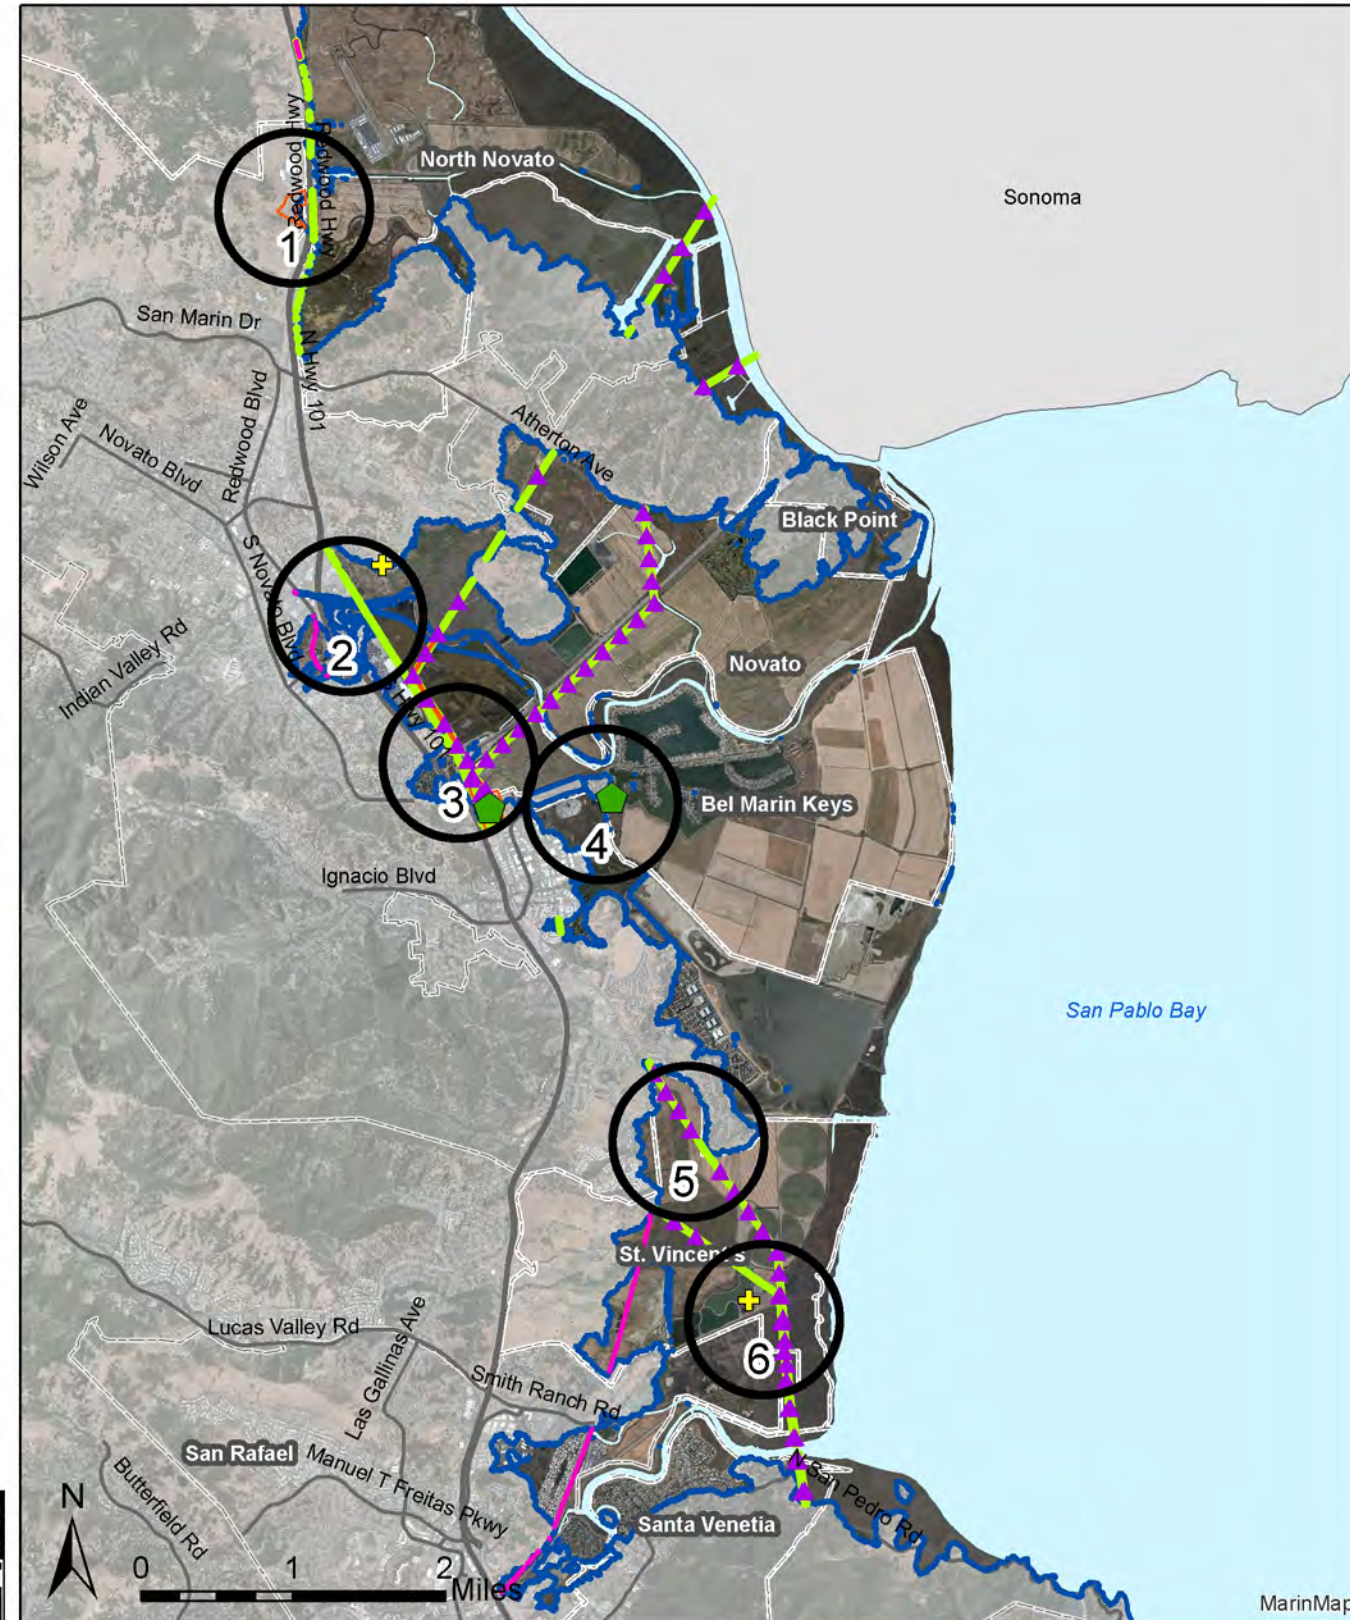 Redwood Hwy
Redwood Hwy
North Novato
Sonoma
1
San Marin Dr
N Hwy 101
Redwood Blvd
Wilson Ave
Novato Blvd
Atherton Ave
Black Point
S Novato Blvd
2
Indian Valley Rd
Novato
S Hwy 101
3
4
Bel Marin Keys
Ignacio Blvd
San Pablo Bay
5
St. Vincent's
6
Lucas Valley Rd
Las Gallinas Ave
Smith Ranch Rd
San Rafael
Manuel T Freitas Pkwy
Butterfield Rd
N San Pedro Rd
Santa Venetia
N
0 1 2
Miles
MarinMap